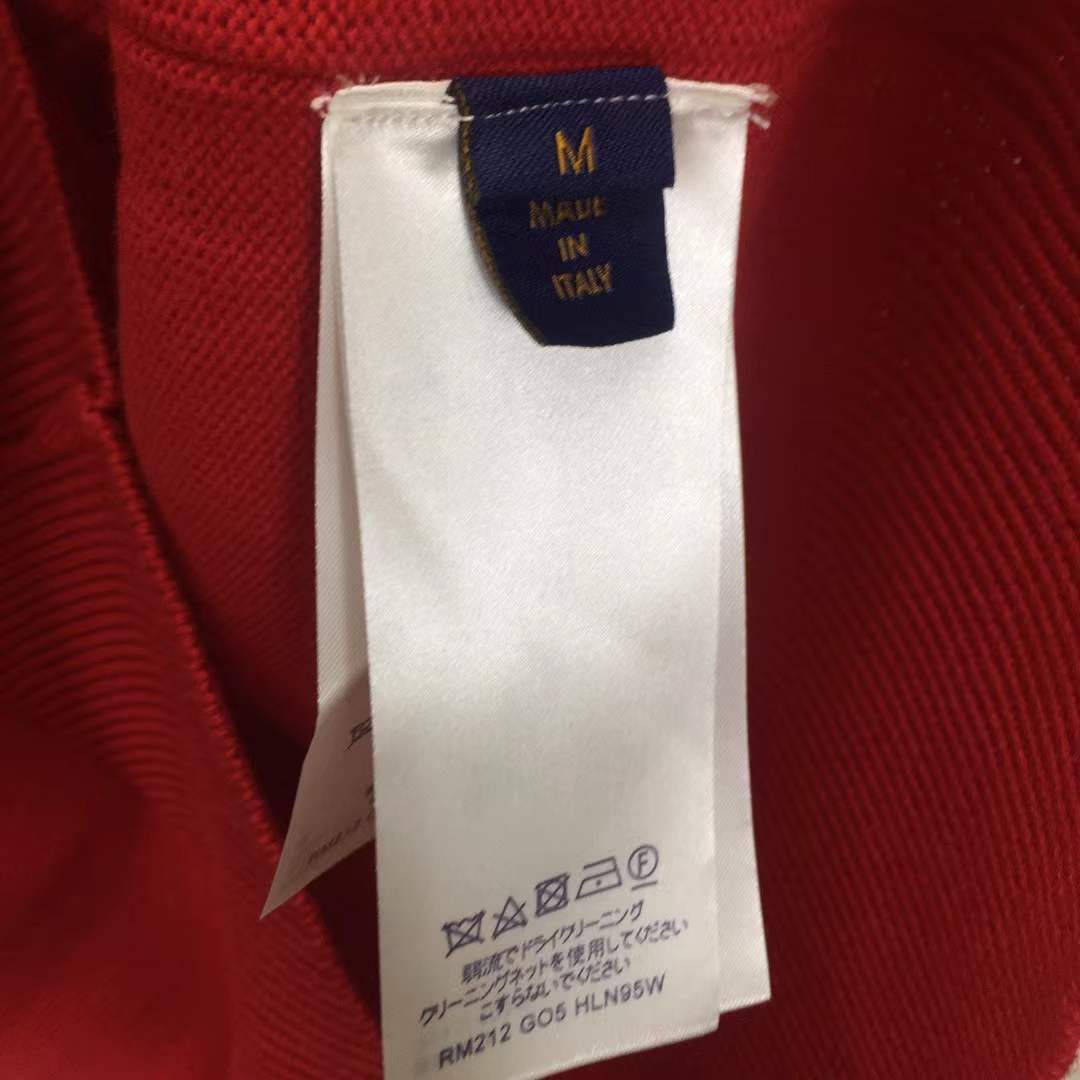 M
MADE
IN
ITALY
F
弱流でドライクリーニング
クリーニングネットを使用してください
こすらないでください
RM212 GO5 HLN95W